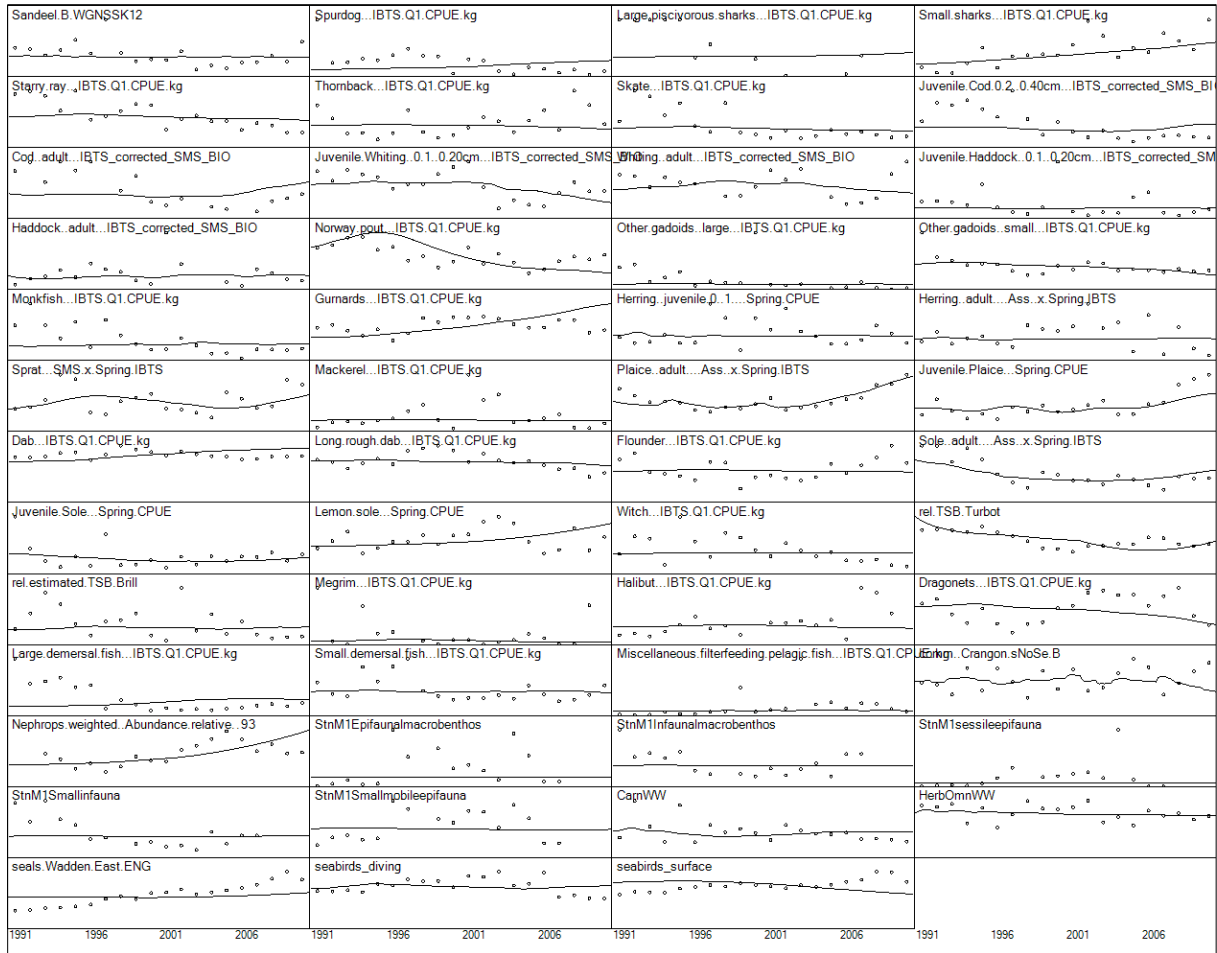 Sandeel.B.WGNSSK12
Spurdog...IBTS.Q1.CPUE.kg
Large.piscivorous.sharks...IBTS.Q1.CPUE.kg
Small.sharks...IBTS.Q1.CPUE.kg
Starry.ray...IBTS.Q1.CPUE.kg
Thornback...IBTS.Q1.CPUE.kg
Skate...IBTS.Q1.CPUE.kg
Juvenile.Cod.0.2..0.40cm...IBTS_corrected_SMS_BI
Cod..adult...IBTS_corrected_SMS_BIO
Juvenile.Whiting..0.1..0.20cm...IBTS_corrected_SMS_BIO
Whiting..adult...IBTS_corrected_SMS_BIO
Juvenile.Haddock..0.1..0.20cm...IBTS_corrected_SM
Haddock..adult...IBTS_corrected_SMS_BIO
Norway.pout...IBTS.Q1.CPUE.kg
Other.gadoids..large...IBTS.Q1.CPUE.kg
Other.gadoids..small...IBTS.Q1.CPUE.kg
Monkfish...IBTS.Q1.CPUE.kg
Gurnards...IBTS.Q1.CPUE.kg
Herring..juvenile.0..1....Spring.CPUE
Herring..adult....Ass..x.Spring.IBTS
Sprat....SMS.x.Spring.IBTS
Mackerel...IBTS.Q1.CPUE.kg
Plaice..adult....Ass..x.Spring.IBTS
Juvenile.Plaice...Spring.CPUE
Dab...IBTS.Q1.CPUE.kg
Long.rough.dab...IBTS.Q1.CPUE.kg
Flounder...IBTS.Q1.CPUE.kg
Sole..adult....Ass..x.Spring.IBTS
Juvenile.Sole...Spring.CPUE
Lemon.sole...Spring.CPUE
Witch...IBTS.Q1.CPUE.kg
rel.TSB.Turbot
rel.estimated.TSB.Brill
Megrim...IBTS.Q1.CPUE.kg
Halibut...IBTS.Q1.CPUE.kg
Dragonets...IBTS.Q1.CPUE.kg
Large.demersal.fish...IBTS.Q1.CPUE.kg
Small.demersal.fish...IBTS.Q1.CPUE.kg
Miscellaneous.filterfeeding.pelagic.fish...IBTS.Q1.CPUE.kg
Crangon.sNoSe.B
Nephrops.weighted..Abundance.relative..93
StnM1Epifaunalmacrobenthos
StnM1Infaunalmacrobenthos
StnM1sessileepifauna
StnM1Smallinfauna
StnM1Smallmobileepifauna
CarnWW
HerbOmnWW
seals.Wadden.East.ENG
seabirds_diving
seabirds_surface
1991 1996 2001 2006 1991 1996 2001 2006 1991 1996 2001 2006 1991 1996 2001 2006